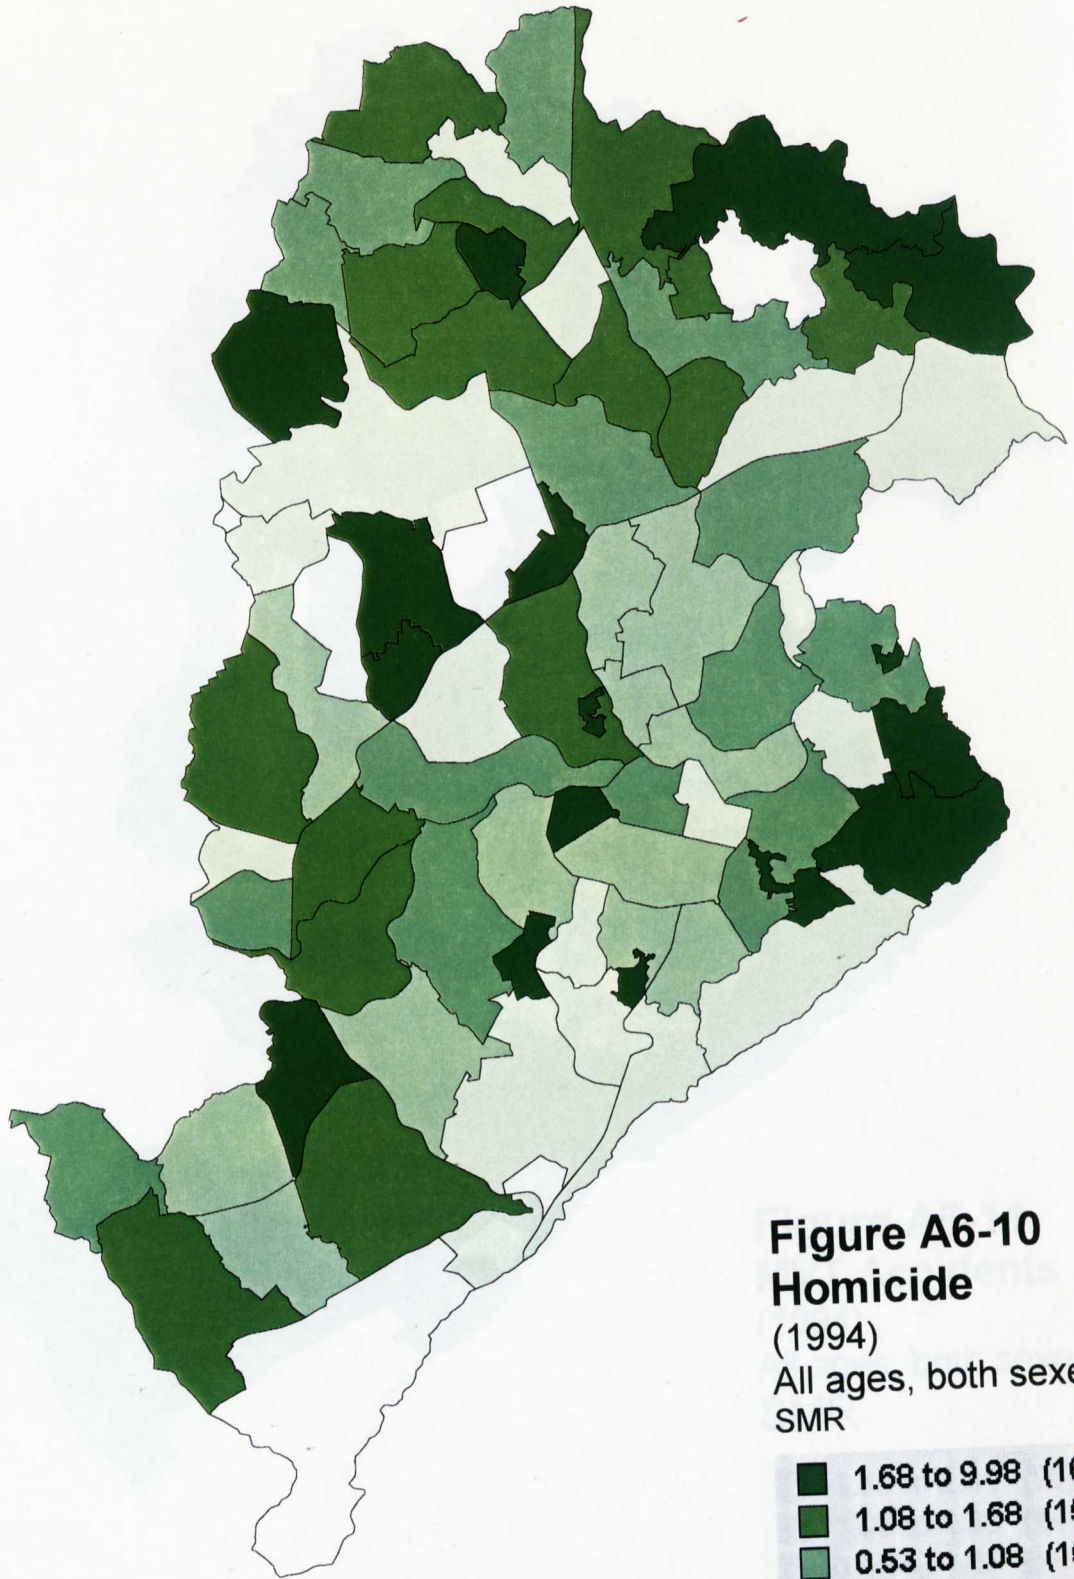 Figure A6-10
Homicide
(1994)
All ages, both
SMR
1.68 to 9.98
1.08 to 1.68
0.53 to 1.08